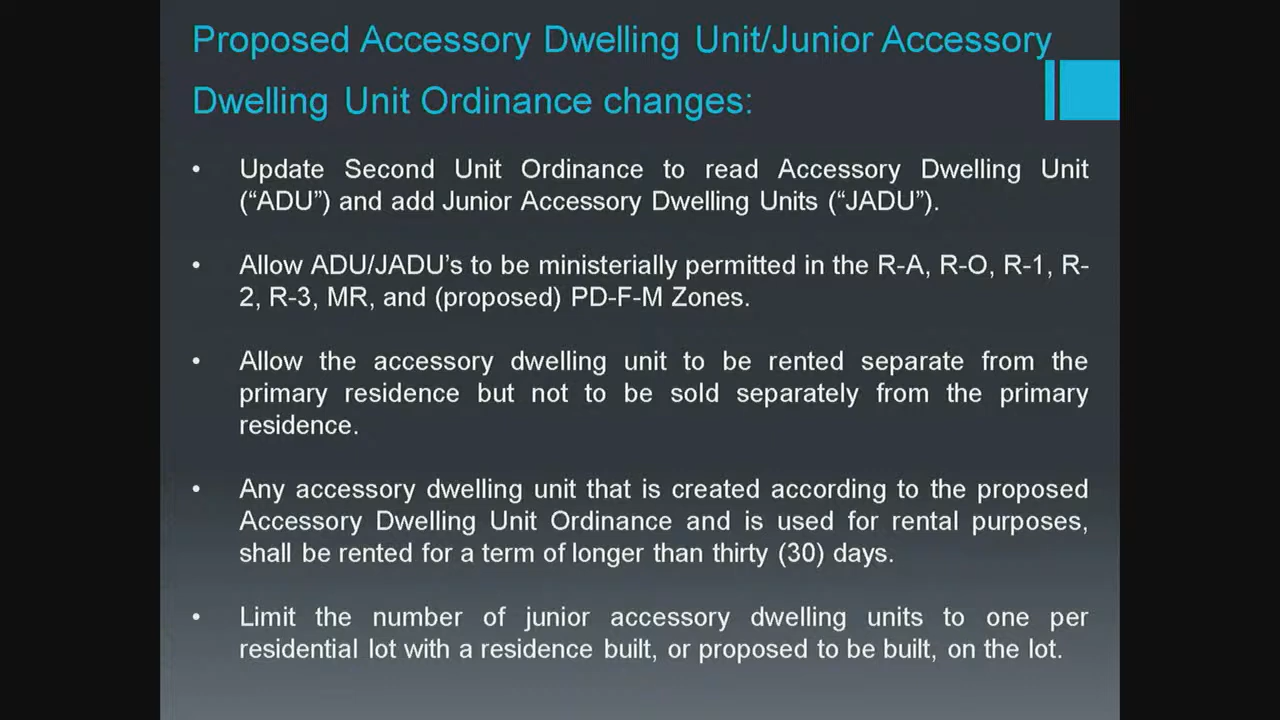 Proposed Accessory Dwelling Unit/Junior Accessory
Dwelling Unit Ordinance changes:
• Update Second Unit Ordinance to read Accessory Dwelling Unit
(“ADU”) and add Junior Accessory Dwelling Units (“JADU”).
• Allow ADU/JADU’s to be ministerially permitted in the R-A, R-O, R-1, R-
2, R-3, MR, and (proposed) PD-F-M Zones.
• Allow the accessory dwelling unit to be rented separate from the
primary residence but not to be sold separately from the primary
residence.
• Any accessory dwelling unit that is created according to the proposed
Accessory Dwelling Unit Ordinance and is used for rental purposes,
shall be rented for a term of longer than thirty (30) days.
• Limit the number of junior accessory dwelling units to one per
residential lot with a residence built, or proposed to be built, on the lot.